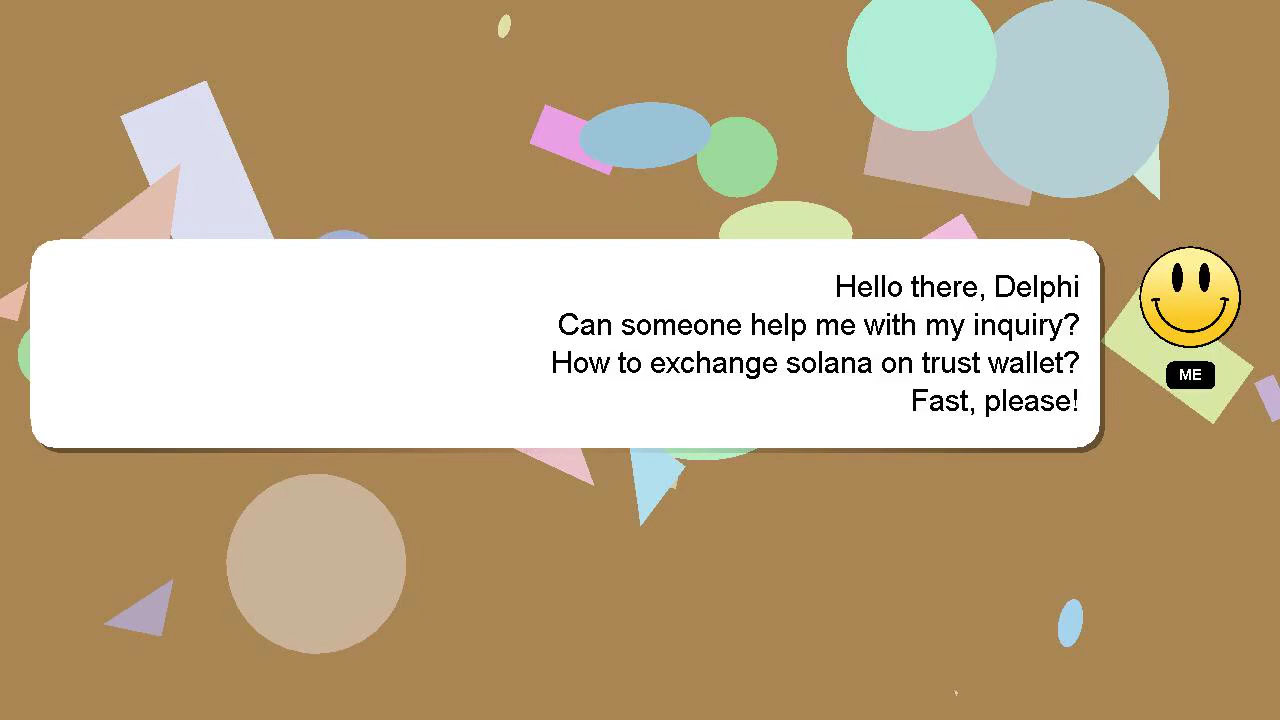 Hello there, Delphi
Can someone help me with my inquiry?
How to exchange solana on trust wallet?
Fast, please!
ME